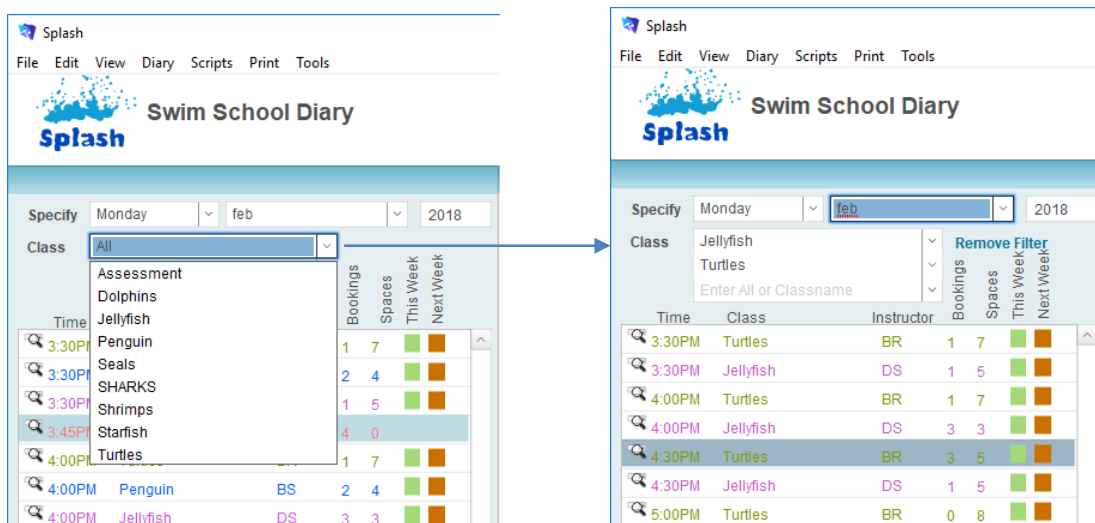 Splash
File Edit View Diary Scripts Print Tools
Splash
Swim School Diary
Specify Monday feb 2018
Class All
Assessment
Dolphins
Jellyfish
Penguin
Seals
SHARKS
Shrimps
Starfish
Turtles
Time Bookings Spaces This Week Next Week
3:30PM 1 7
3:30PM 2 4
3:30PM 1 5
3:45PM 4 0
4:00PM 1 7
4:00PM Penguin BS 2 4
4:00PM Jellyfish DS 3 3
Splash
File Edit View Diary Scripts Print Tools
Splash
Swim School Diary
Specify Monday feb 2018
Class Jellyfish Remove Filter
Turtles
Enter All or Classname
Time Class Instructor Bookings Spaces This Week Next Week
3:30PM Turtles BR 1 7
3:30PM Jellyfish DS 1 5
4:00PM Turtles BR 1 7
4:00PM Jellyfish DS 3 3
4:30PM Turtles BR 3 5
4:30PM Jellyfish DS 1 5
5:00PM Turtles BR 0 8